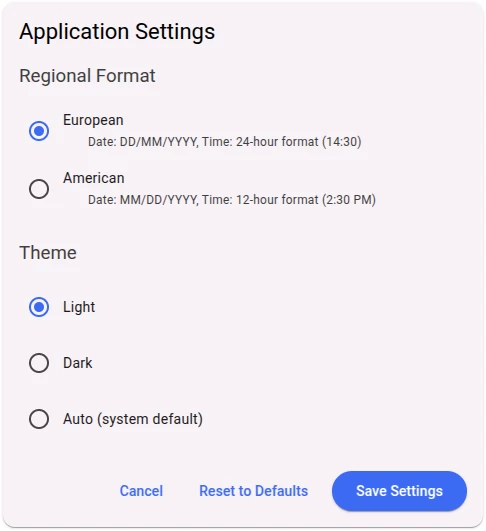 Application Settings
Regional Format
European
Date: DD/MM/YYYY, Time: 24-hour format (14:30)
American
Date: MM/DD/YYYY, Time: 12-hour format (2:30 PM)
Theme
Light
Dark
Auto (system default)
Cancel Reset to Defaults Save Settings